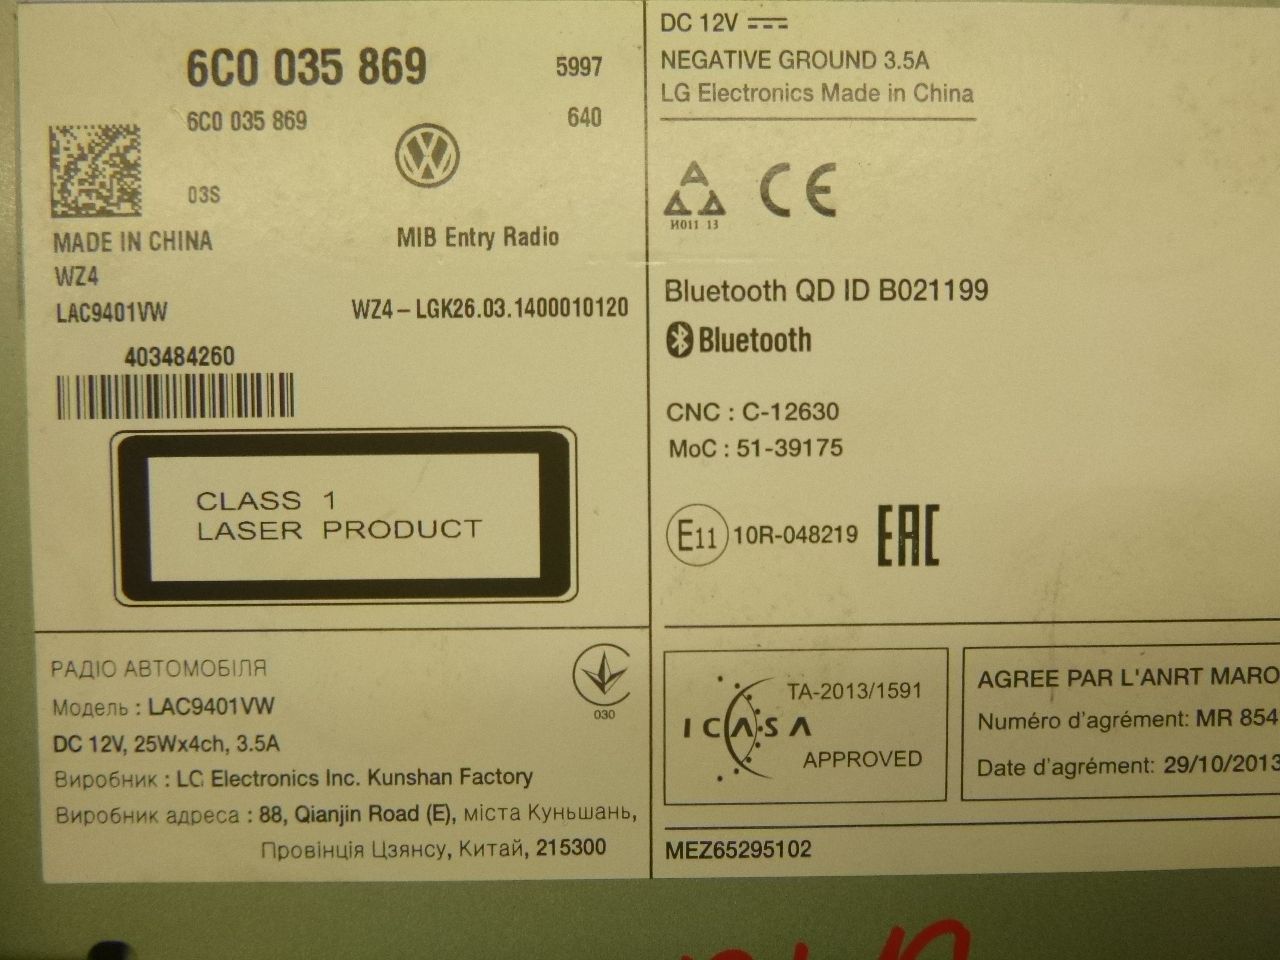 6C0 035 869
5997
6C0 035 869
640
03S
MADE IN CHINA
MIB Entry Radio
WZ4
LAC9401VW
WZ4 – LGK26.03.1400010120
403484260
CLASS 1
LASER PRODUCT
РАДІО АВТОМОБІЛЯ
Модель : LAC9401VW
DC 12V, 25Wx4ch, 3.5A
Виробник : LG Electronics Inc. Kunshan Factory
Виробник адреса : 88, Qianjin Road (E), міста Куньшань,
Провінція Цзянсу, Китай, 215300
030
DC 12V
NEGATIVE GROUND 3.5A
LG Electronics Made in China
И011 13
CE
Bluetooth QD ID B021199
Bluetooth
CNC : C-12630
MoC : 51-39175
E11 10R-048219 EAC
TA-2013/1591
ICASA
APPROVED
AGREE PAR L'ANRT MARO
Numéro d'agrément: MR 854
Date d'agrément: 29/10/2013
MEZ65295102